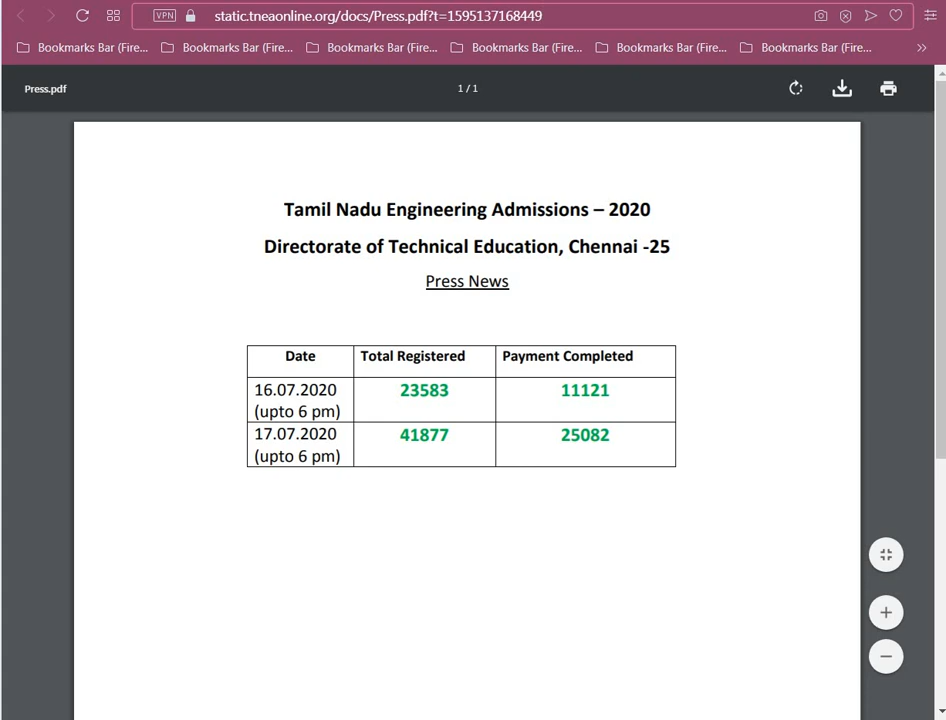 VPN
static.tneaonline.org/docs/Press.pdf?t=1595137168449
Bookmarks Bar (Fire... Bookmarks Bar (Fire... Bookmarks Bar (Fire... Bookmarks Bar (Fire... Bookmarks Bar (Fire... Bookmarks Bar (Fire... »
Press.pdf 1 / 1
Tamil Nadu Engineering Admissions – 2020
Directorate of Technical Education, Chennai -25
Press News
Date Total Registered Payment Completed
16.07.2020 23583 11121
(upto 6 pm)
17.07.2020 41877 25082
(upto 6 pm)